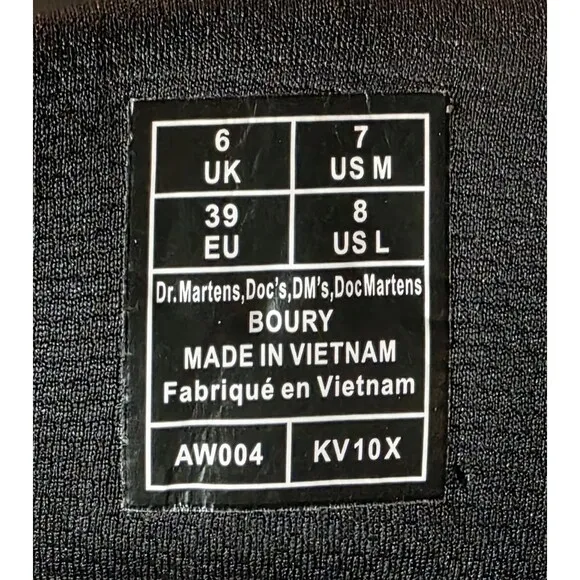 6 7
UK US M
39 8
EU US L
Dr.Martens,Doc's,DM's,DocMartens
BOURY
MADE IN VIETNAM
Fabriqué en Vietnam
AW004 KV10X